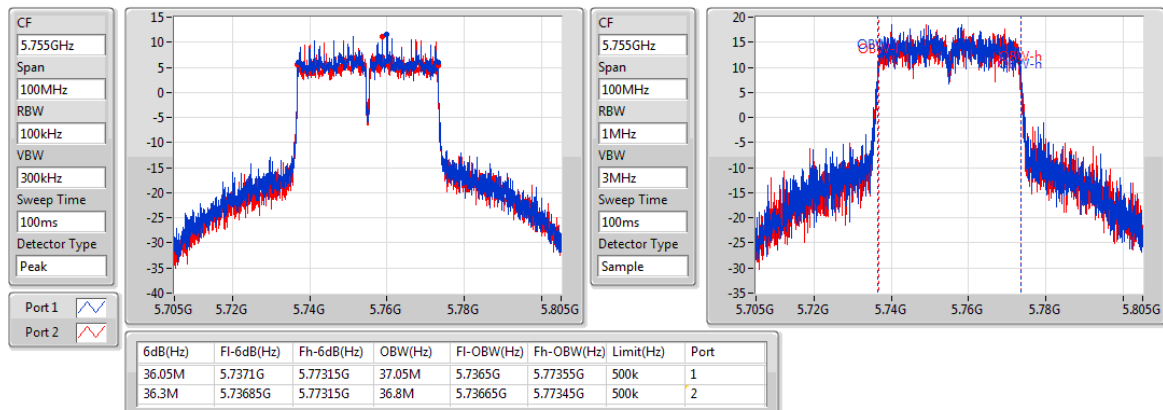 CF
5.755GHz
Span
100MHz
RBW
100kHz
VBW
300kHz
Sweep Time
100ms
Detector Type
Peak
Port 1
Port 2
15
10
5
0
-5
-10
-15
-20
-25
-30
-35
-40
5.705G 5.72G 5.74G 5.76G 5.78G 5.805G
CF
5.755GHz
Span
100MHz
RBW
1MHz
VBW
3MHz
Sweep Time
100ms
Detector Type
Sample
20
15
10
5
0
-5
-10
-15
-20
-25
-30
-35
5.705G 5.72G 5.74G 5.76G 5.78G 5.805G
6dB(Hz) Fl-6dB(Hz) Fh-6dB(Hz) OBW(Hz) Fl-OBW(Hz) Fh-OBW(Hz) Limit(Hz) Port
36.05M 5.7371G 5.77315G 37.05M 5.7365G 5.77355G 500k 1
36.3M 5.73685G 5.77315G 36.8M 5.73665G 5.77345G 500k 2